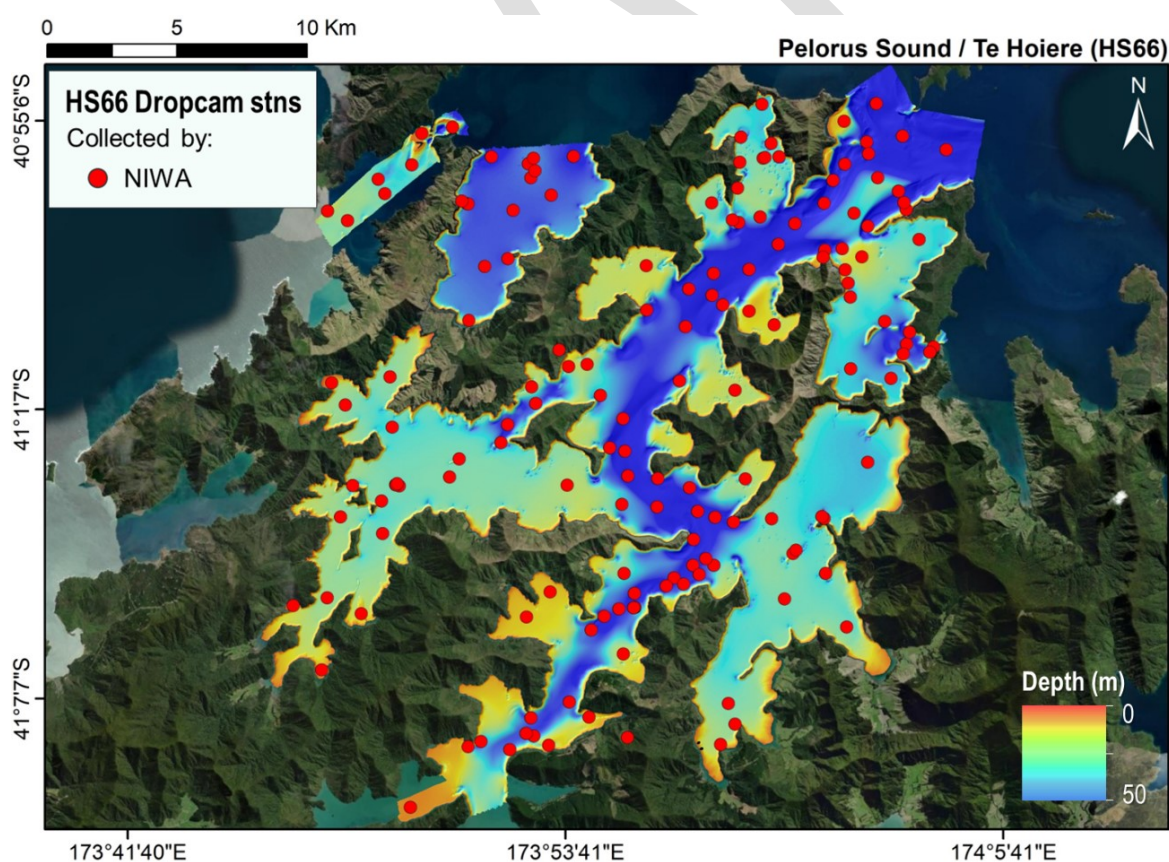 0 5 10 Km
Pelorus Sound / Te Hoiere (HS66)
HS66 Dropcam stns
Collected by:
NIWA
N
40°55'6"S
41°1'7"S
41°7'7"S
Depth (m)
0
50
173°41'40"E 173°53'41"E 174°5'41"E